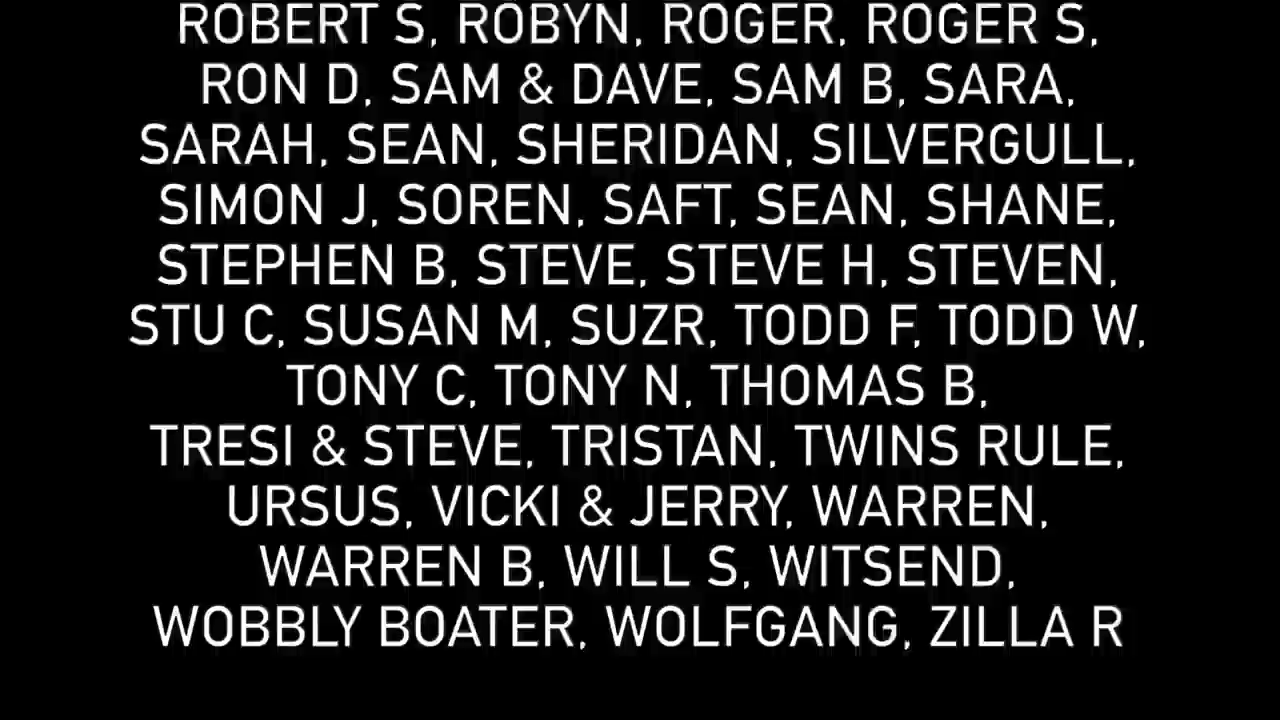 ROBERT S, ROBYN, ROGER, ROGER S,
RON D, SAM & DAVE, SAM B, SARA,
SARAH, SEAN, SHERIDAN, SILVERGULL,
SIMON J, SOREN, SAFT, SEAN, SHANE,
STEPHEN B, STEVE, STEVE H, STEVEN,
STU C, SUSAN M, SUZR, TODD F, TODD W,
TONY C, TONY N, THOMAS B,
TRESI & STEVE, TRISTAN, TWINS RULE,
URSUS, VICKI & JERRY, WARREN,
WARREN B, WILL S, WITSEND,
WOBBLY BOATER, WOLFGANG, ZILLA R